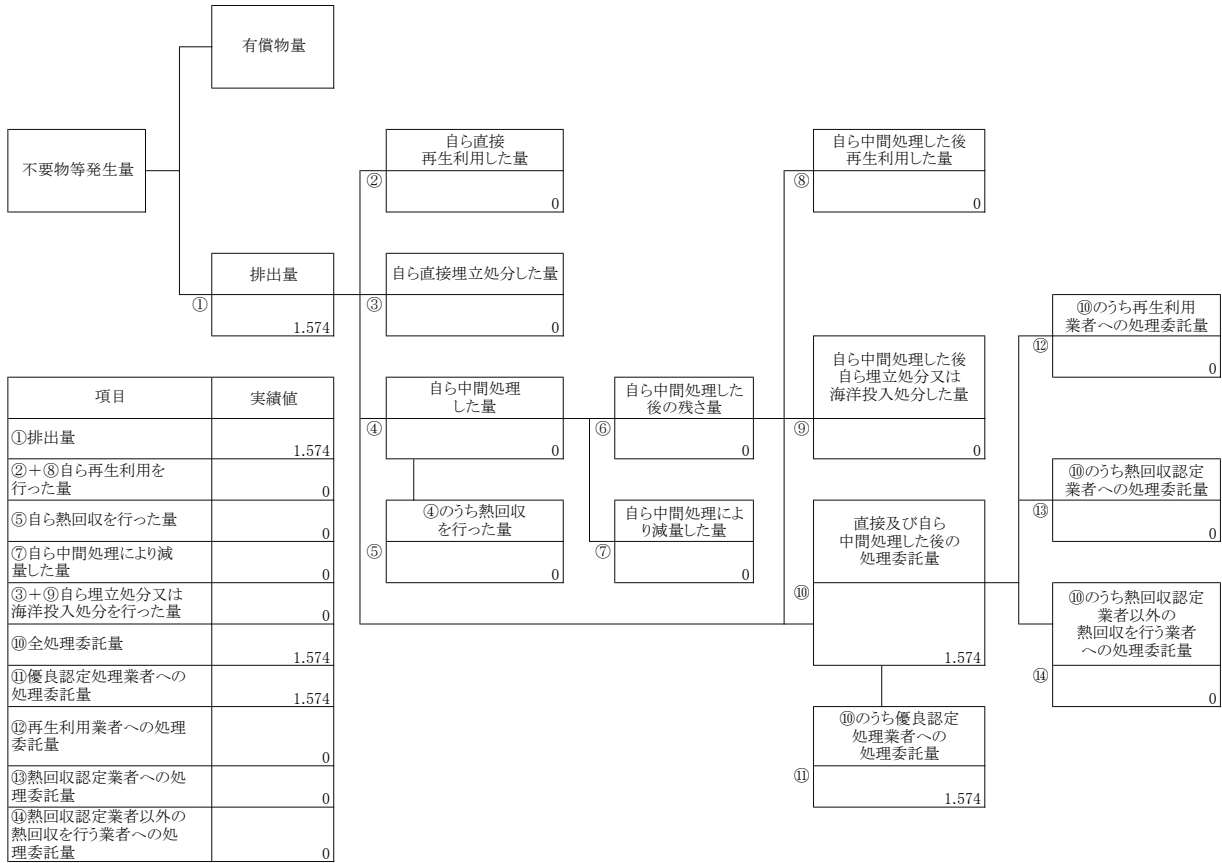 有償物量
不要物等発生量
排出量
①
1.574
自ら直接
再生利用した量
②
0
自ら直接埋立処分した量
③
0
自ら中間処理
した量
④
0
④のうち熱回収
を行った量
⑤
0
自ら中間処理した
後の残さ量
⑥
0
自ら中間処理によ
り減量した量
⑦
0
自ら中間処理した後
再生利用した量
⑧
0
自ら中間処理した後
自ら埋立処分又は
海洋投入処分した量
⑨
0
直接及び自ら
中間処理した後の
処理委託量
⑩
1.574
⑩のうち優良認定
処理業者への
処理委託量
⑪
1.574
⑩のうち再生利用
業者への処理委託量
⑫
0
⑩のうち熱回収認定
業者への処理委託量
⑬
0
⑩のうち熱回収認定
業者以外の
熱回収を行う業者
への処理委託量
⑭
0
項目 実績値
①排出量
1.574
②+⑧自ら再生利用を
行った量
0
⑤自ら熱回収を行った量
0
⑦自ら中間処理により減
量した量
0
③+⑨自ら埋立処分又は
海洋投入処分を行った量
0
⑩全処理委託量
1.574
⑪優良認定処理業者への
処理委託量
1.574
⑫再生利用業者への処理
委託量
0
⑬熱回収認定業者への処
理委託量
0
⑭熱回収認定業者以外の
熱回収を行う業者への処
理委託量
0